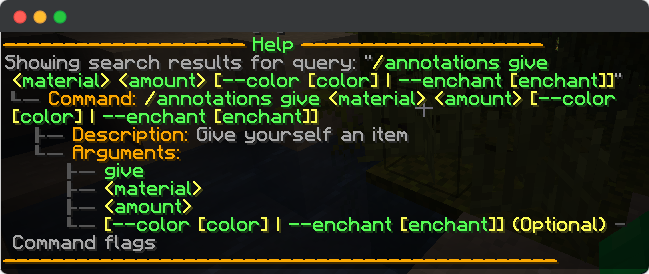 Help
Showing search results for query: "/annotations give
<material> <amount> [--color [color] | --enchant [enchant]]"
Command: /annotations give <material> <amount> [--color
[color] | --enchant [enchant]]
Description: Give yourself an item
Arguments:
give
<material>
<amount>
[--color [color] | --enchant [enchant]] (Optional) -
Command flags